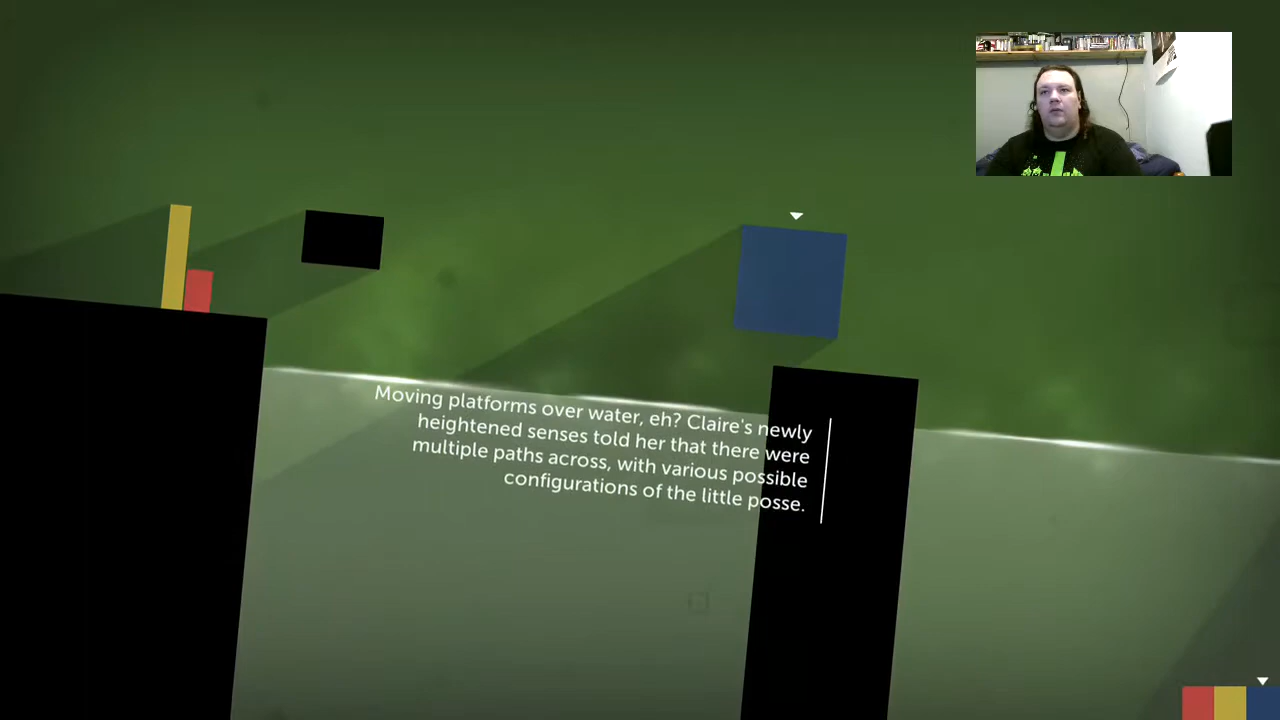 Moving platforms over water, eh? Claire's newly
heightened senses told her that there were
multiple paths across, with various possible
configurations of the little posse.